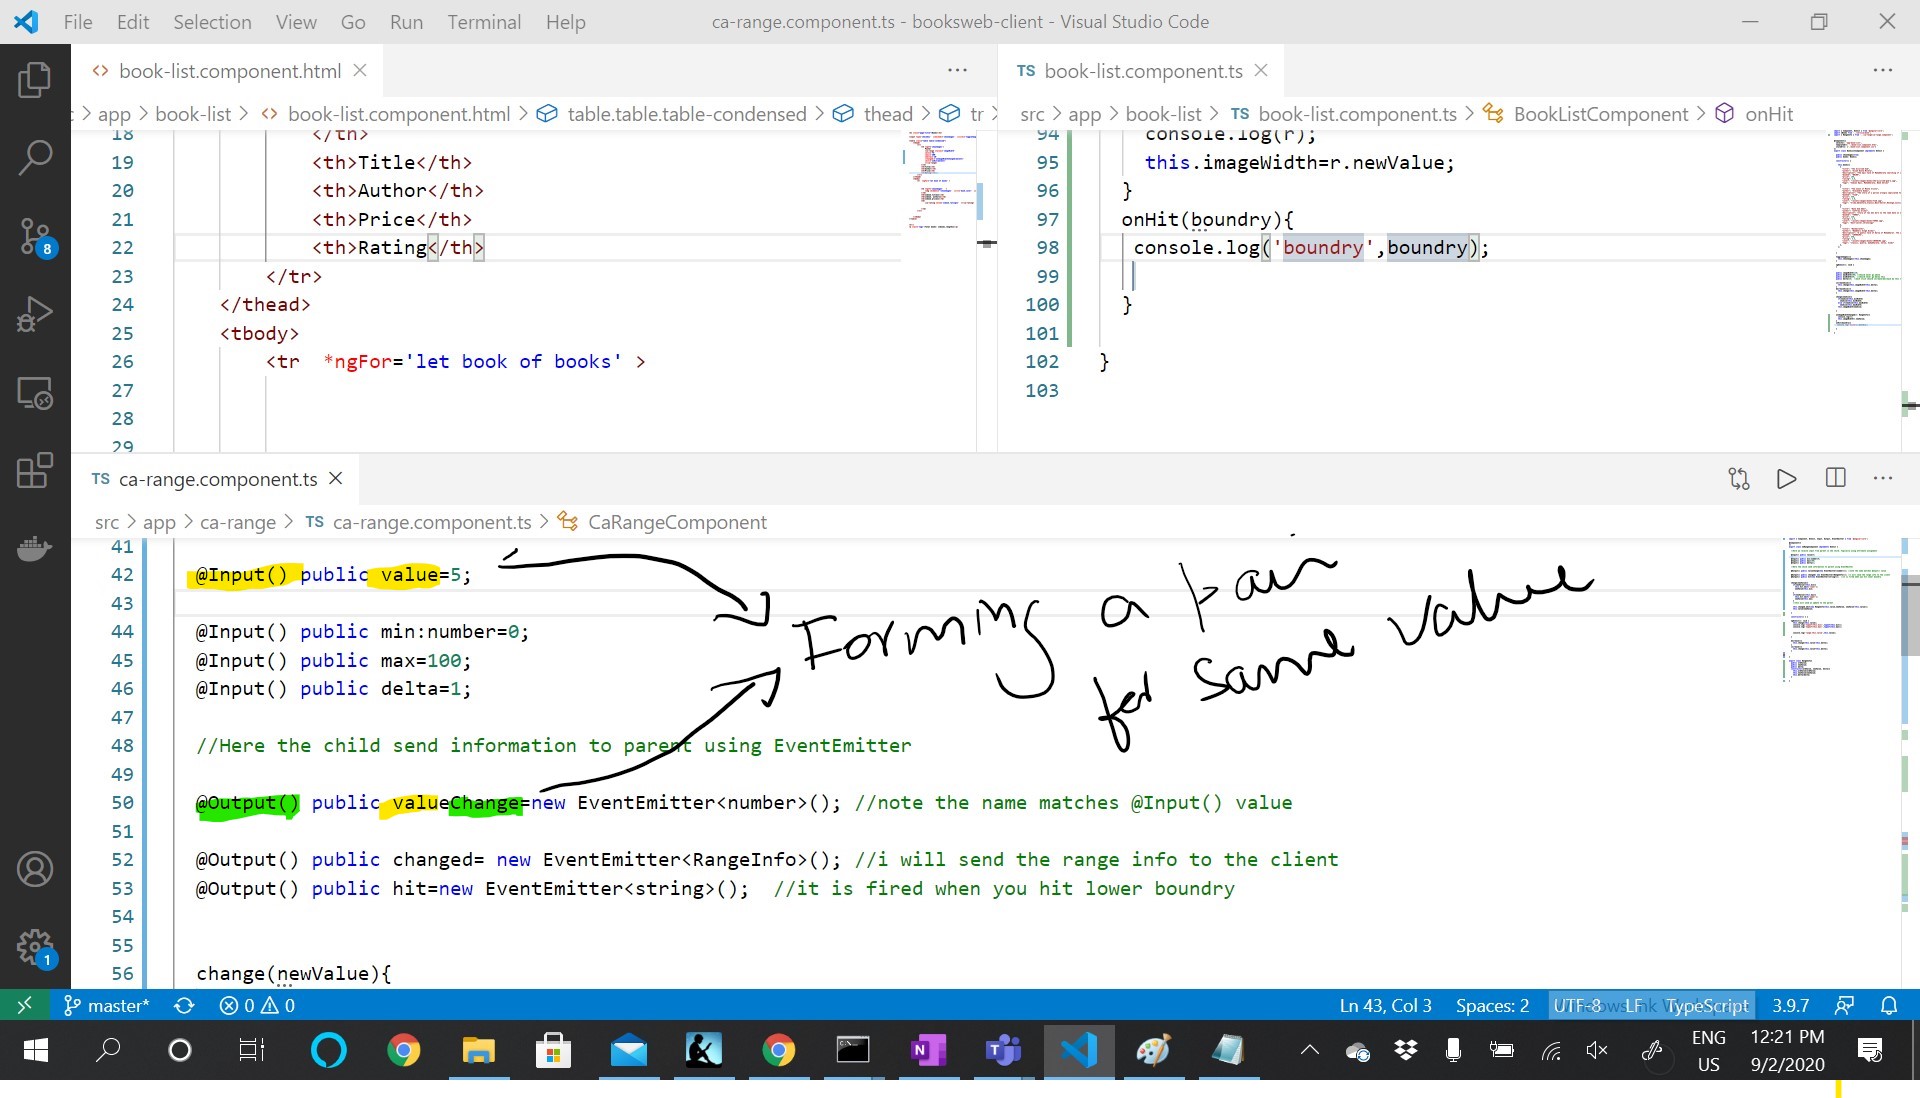 File Edit Selection View Go Run Terminal Help ca-range.component.ts - booksweb-client - Visual Studio Code
<> book-list.component.html
> app > book-list > <> book-list.component.html > table.table.table-condensed > thead > tr >
18 </th>
19 <th>Title</th>
20 <th>Author</th>
21 <th>Price</th>
22 <th>Rating</th>
23 </tr>
24 </thead>
25 <tbody>
26 <tr *ngFor='let book of books' >
27
28
29
TS book-list.component.ts
src > app > book-list > TS book-list.component.ts > BookListComponent > onHit
94 console.log(r);
95 this.imageWidth=r.newValue;
96 }
97 onHit(boundry){
98 console.log('boundry',boundry);
99
100 }
101
102 }
103
TS ca-range.component.ts
src > app > ca-range > TS ca-range.component.ts > CaRangeComponent
41
42 @Input() public value=5;
43
44 @Input() public min:number=0;
45 @Input() public max=100;
46 @Input() public delta=1;
47
48 //Here the child send information to parent using EventEmitter
49
50 @Output() public valueChange=new EventEmitter<number>(); //note the name matches @Input() value
51
52 @Output() public changed= new EventEmitter<RangeInfo>(); //i will send the range info to the client
53 @Output() public hit=new EventEmitter<string>(); //it is fired when you hit lower boundry
54
55
56 change(newValue){
Forming a pair
for same value
8
1
master* 0 0 Ln 43, Col 3 Spaces: 2 UTF-8 LF TypeScript 3.9.7
ENG 12:21 PM
US 9/2/2020